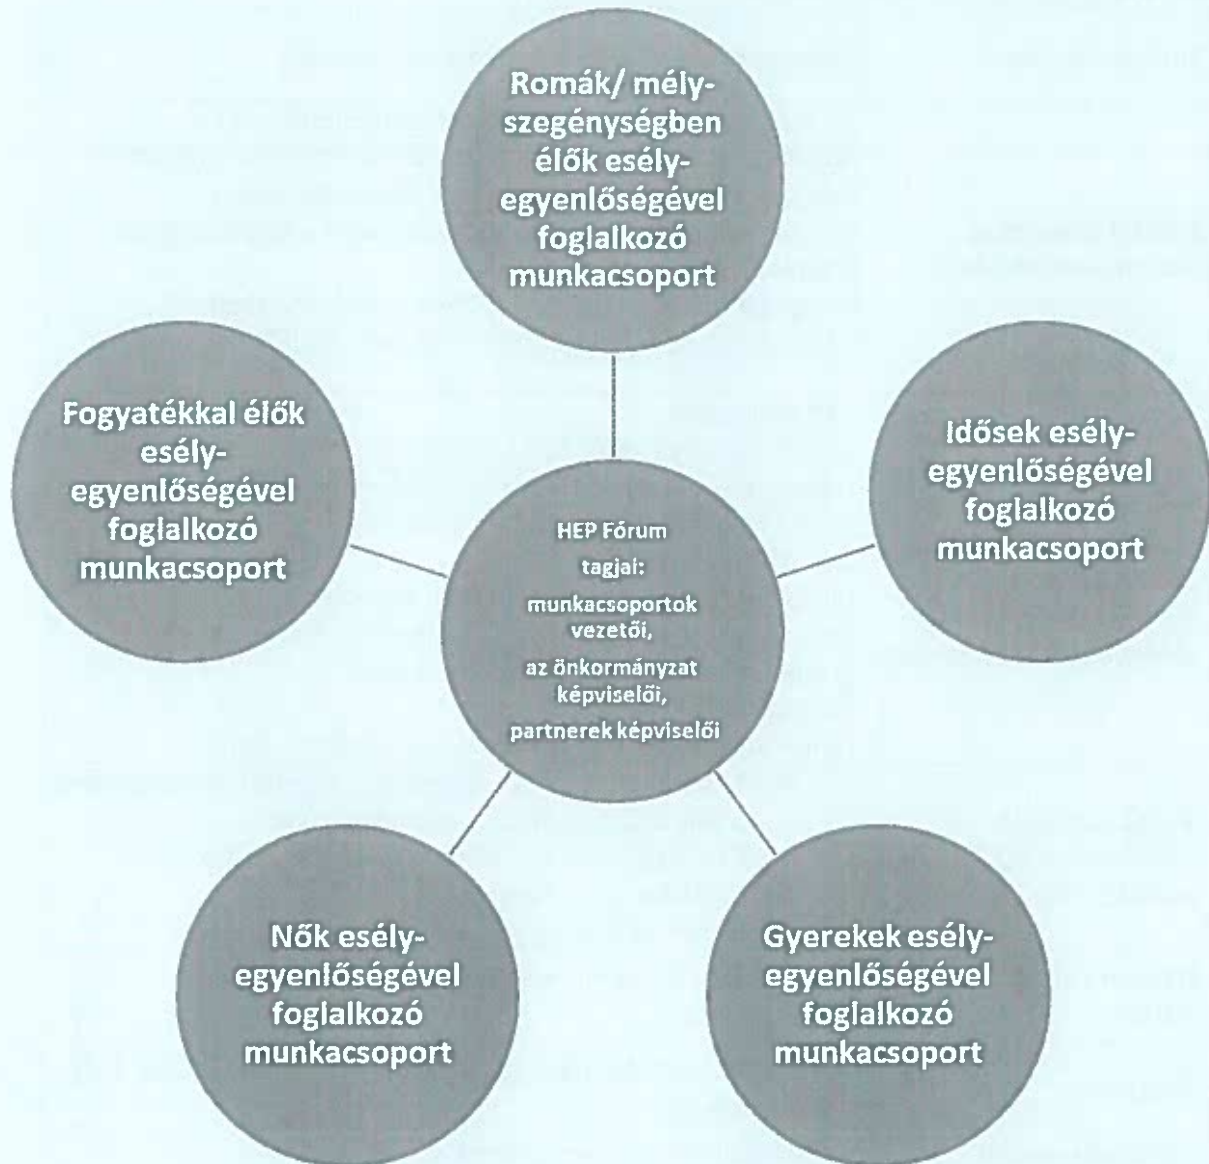 Romák/ mély-
szegénységben
élők esély-
egyenlőségével
foglalkozó
munkacsoport
Fogyatékkal élők
esély-
egyenlőségével
foglalkozó
munkacsoport
Idősek esély-
egyenlőségével
foglalkozó
munkacsoport
HEP Fórum
tagjai:
munkacsoportok
vezetői,
az önkormányzat
képviselői,
partnerek képviselői
Nők esély-
egyenlőségével
foglalkozó
munkacsoport
Gyerekek esély-
egyenlőségével
foglalkozó
munkacsoport